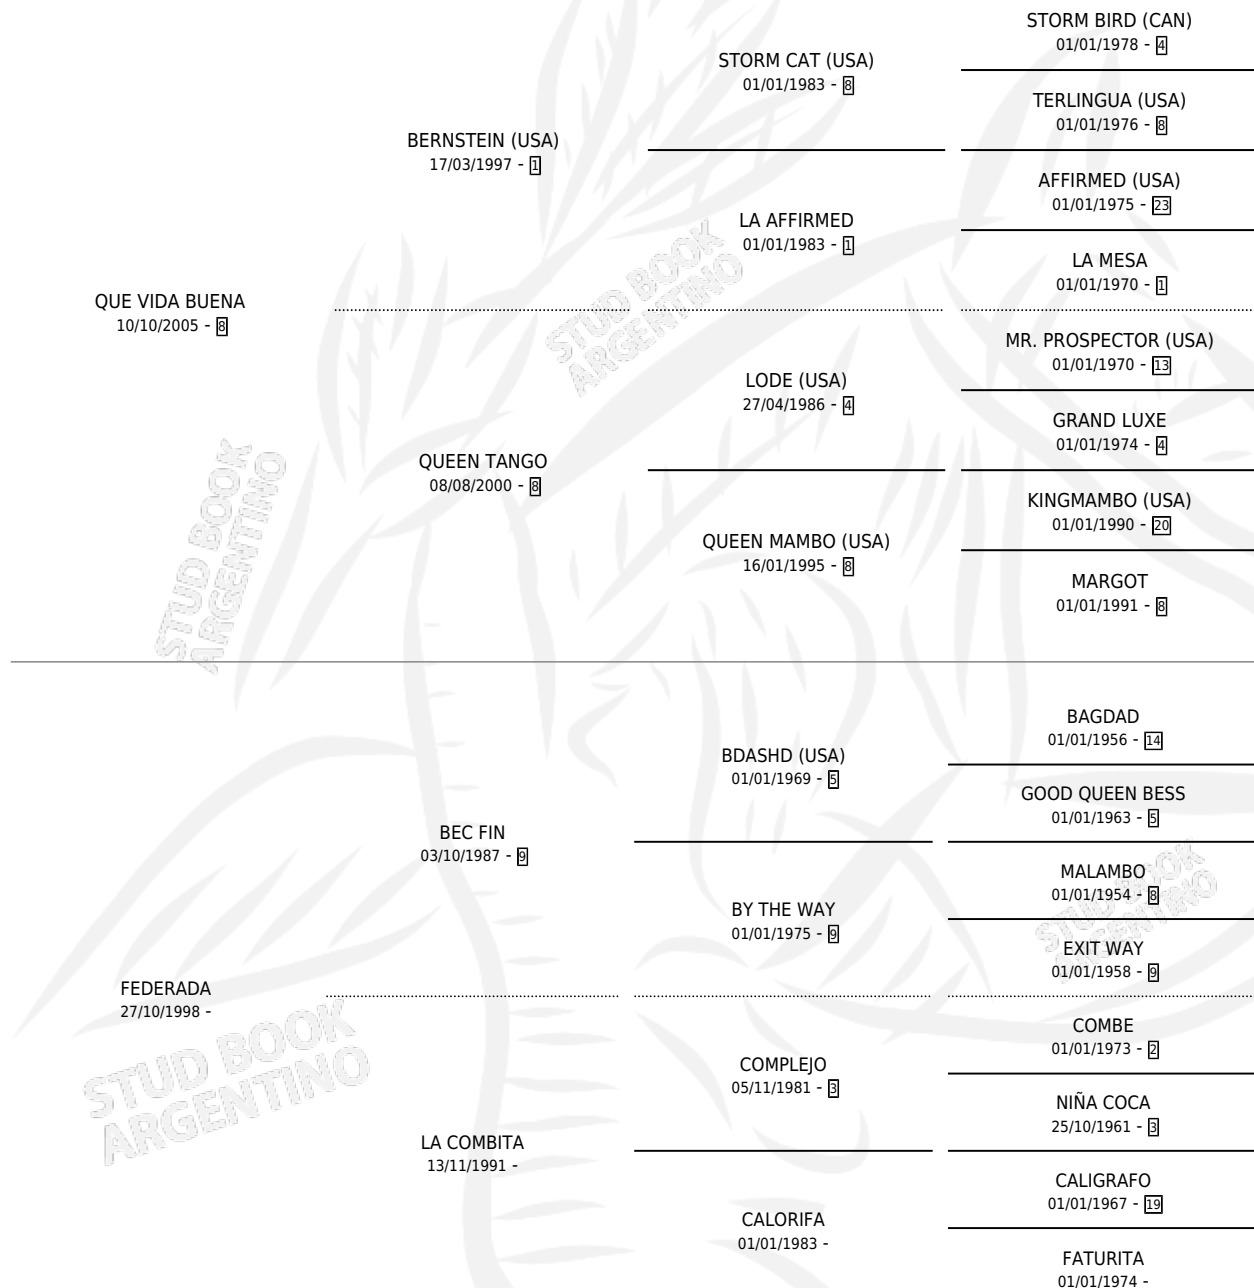 STORM BIRD (CAN)
01/01/1978 - 4
STORM CAT (USA)
01/01/1983 - 8
TERLINGUA (USA)
01/01/1976 - 8
BERNSTEIN (USA)
17/03/1997 - 1
AFFIRMED (USA)
01/01/1975 - 23
LA AFFIRMED
01/01/1983 - 1
LA MESA
01/01/1970 - 1
QUE VIDA BUENA
10/10/2005 - 8
MR. PROSPECTOR (USA)
01/01/1970 - 13
LODE (USA)
27/04/1986 - 4
GRAND LUXE
01/01/1974 - 4
QUEEN TANGO
08/08/2000 - 8
KINGMAMBO (USA)
01/01/1990 - 20
QUEEN MAMBO (USA)
16/01/1995 - 8
MARGOT
01/01/1991 - 8
BAGDAD
01/01/1956 - 14
BDASHD (USA)
01/01/1969 - 5
GOOD QUEEN BESS
01/01/1963 - 5
BEC FIN
03/10/1987 - 9
MALAMBO
01/01/1954 - 8
BY THE WAY
01/01/1975 - 9
EXIT WAY
01/01/1958 - 9
FEDERADA
27/10/1998 -
COMBE
01/01/1973 - 2
COMPLEJO
05/11/1981 - 3
NIÑA COCA
25/10/1961 - 3
LA COMBITA
13/11/1991 -
CALIGRAFO
01/01/1967 - 19
CALORIFA
01/01/1983 -
FATURITA
01/01/1974 -
STUD BOOK
ARGENTINO
STUD BOOK
ARGENTINO
STUD BOOK
ARGENTINO
STUD BOOK
ARGENTINO